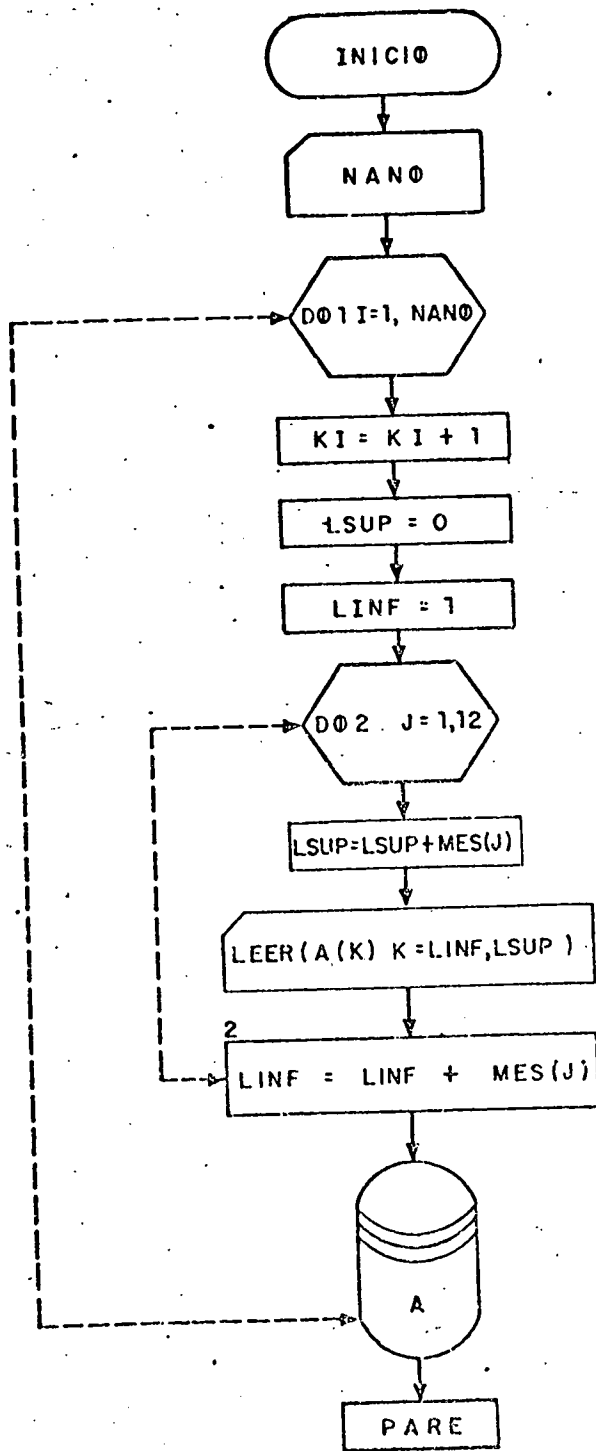 INICIO
NANO
DO 1 I=1, NANO
KI = KI + 1
LSUP = 0
LINF = 1
DO 2 J=1,12
LSUP=LSUP+MES(J)
LEER(A(K) K=LINF,LSUP)
2
LINF = LINF + MES(J)
A
PARE